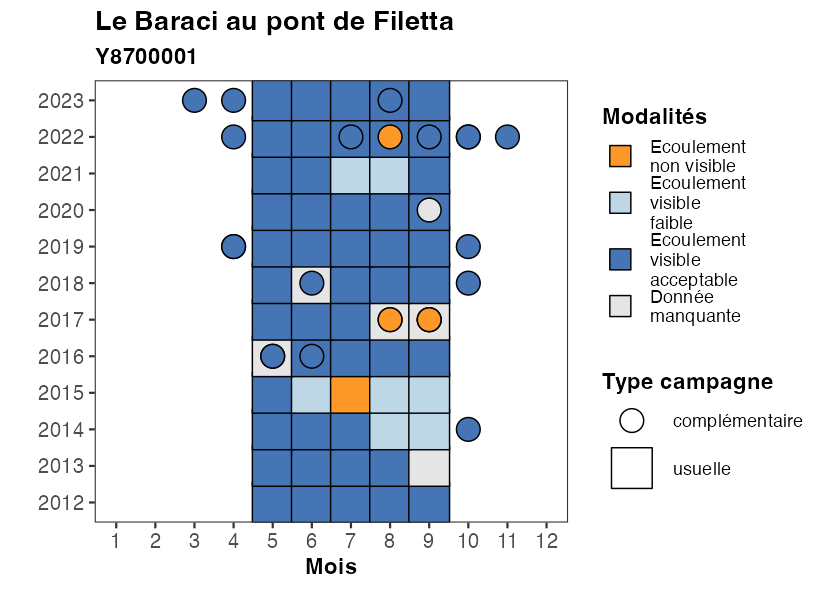 Le Baraci au pont de Filetta
Y8700001
2023
2022
2021
2020
2019
2018
2017
2016
2015
2014
2013
2012
1 2 3 4 5 6 7 8 9 10 11 12
Mois
Modalités
Ecoulement
non visible
Ecoulement
visible
faible
Ecoulement
visible
acceptable
Donnée
manquante
Type campagne
complémentaire
usuelle